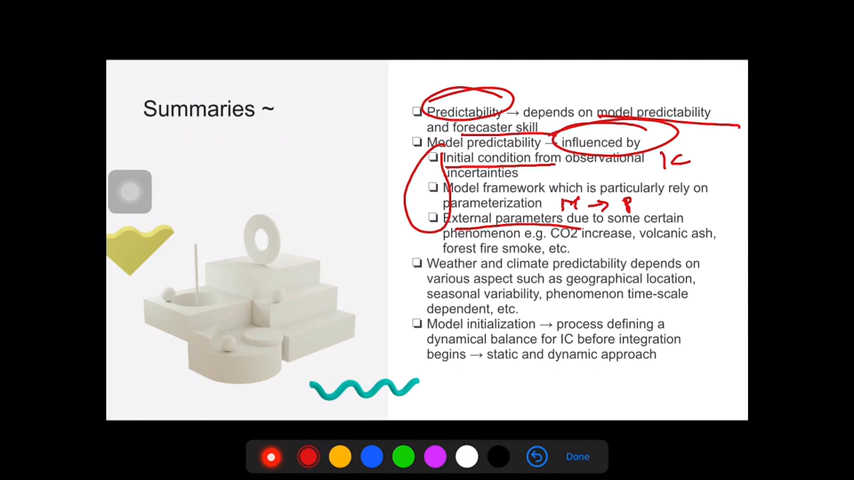 Summaries ~
❑ Predictability → depends on model predictability
and forecaster skill
❑ Model predictability → influenced by
❑ Initial condition from observational
uncertainties
IC
❑ Model framework which is particularly rely on
parameterization
M → P
❑ External parameters due to some certain
phenomenon e.g. CO2 increase, volcanic ash,
forest fire smoke, etc.
❑ Weather and climate predictability depends on
various aspect such as geographical location,
seasonal variability, phenomenon time-scale
dependent, etc.
❑ Model initialization → process defining a
dynamical balance for IC before integration
begins → static and dynamic approach
Done